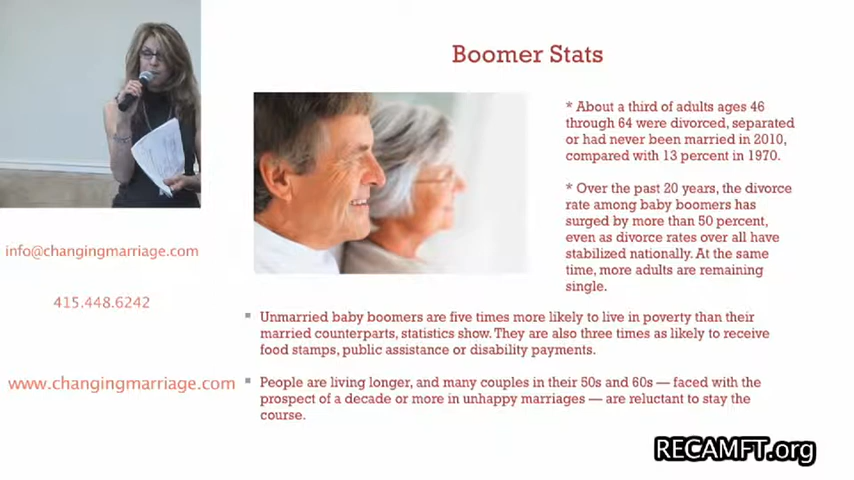 Boomer Stats
* About a third of adults ages 46
through 64 were divorced, separated
or had never been married in 2010,
compared with 13 percent in 1970.
* Over the past 20 years, the divorce
rate among baby boomers has
surged by more than 50 percent,
even as divorce rates over all have
stabilized nationally. At the same
time, more adults are remaining
single.
info@changingmarriage.com
415.448.6242
www.changingmarriage.com
Unmarried baby boomers are five times more likely to live in poverty than their
married counterparts, statistics show. They are also three times as likely to receive
food stamps, public assistance or disability payments.
People are living longer, and many couples in their 50s and 60s — faced with the
prospect of a decade or more in unhappy marriages — are reluctant to stay the
course.
RECAMFT.org